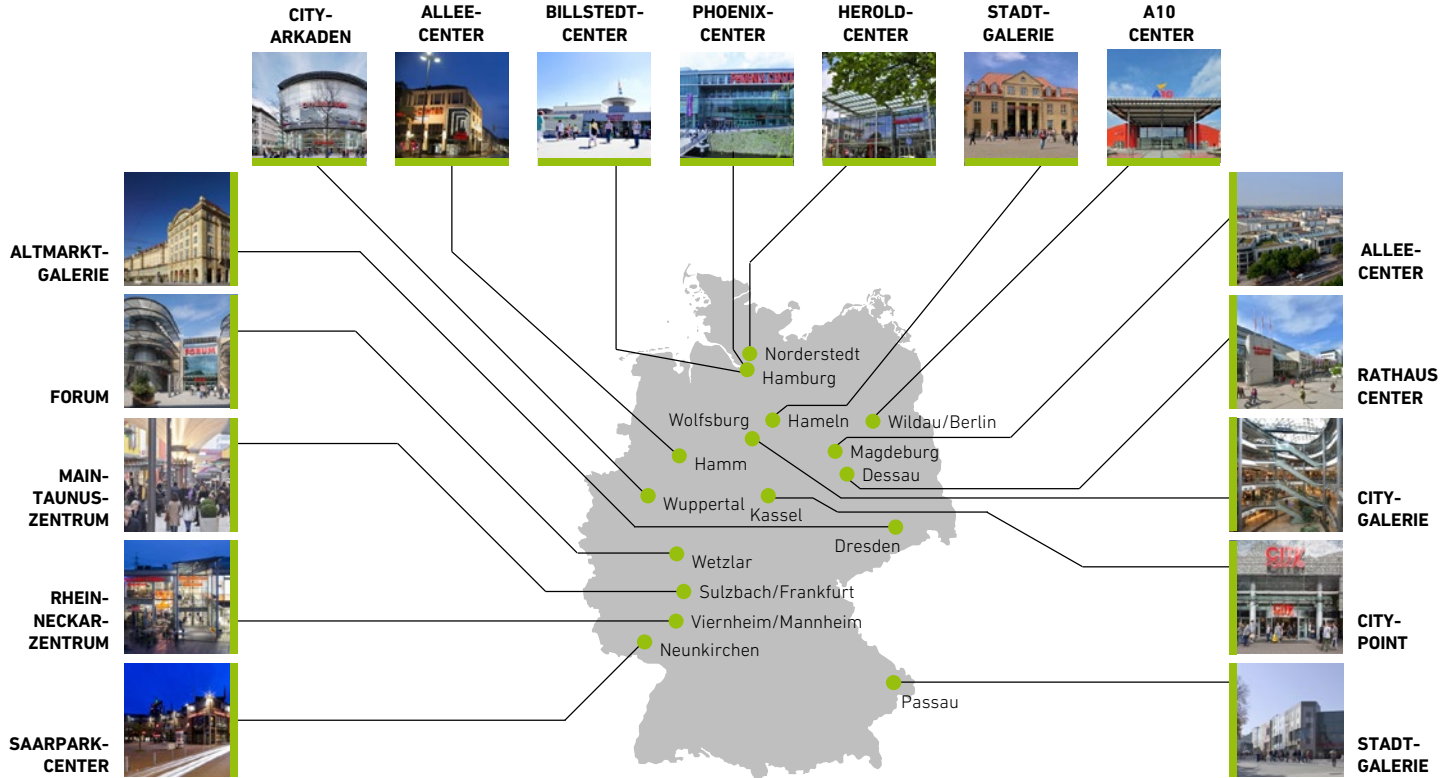 CITY-
ARKADEN
ALLEE-
CENTER
BILLSTEDT-
CENTER
PHOENIX-
CENTER
HEROLD-
CENTER
STADT-
GALERIE
A10
CENTER
ALTMARKT-
GALERIE
FORUM
MAIN-
TAUNUS-
ZENTRUM
RHEIN-
NECKAR-
ZENTRUM
SAARPARK-
CENTER
Norderstedt
Hamburg
Wolfsburg
Hameln
Wildau/Berlin
Magdeburg
Hamm
Dessau
Wuppertal
Kassel
Dresden
Wetzlar
Sulzbach/Frankfurt
Viernheim/Mannheim
Neunkirchen
Passau
ALLEE-
CENTER
RATHAUS
CENTER
CITY-
GALERIE
CITY-
POINT
STADT-
GALERIE
FORUM
A10